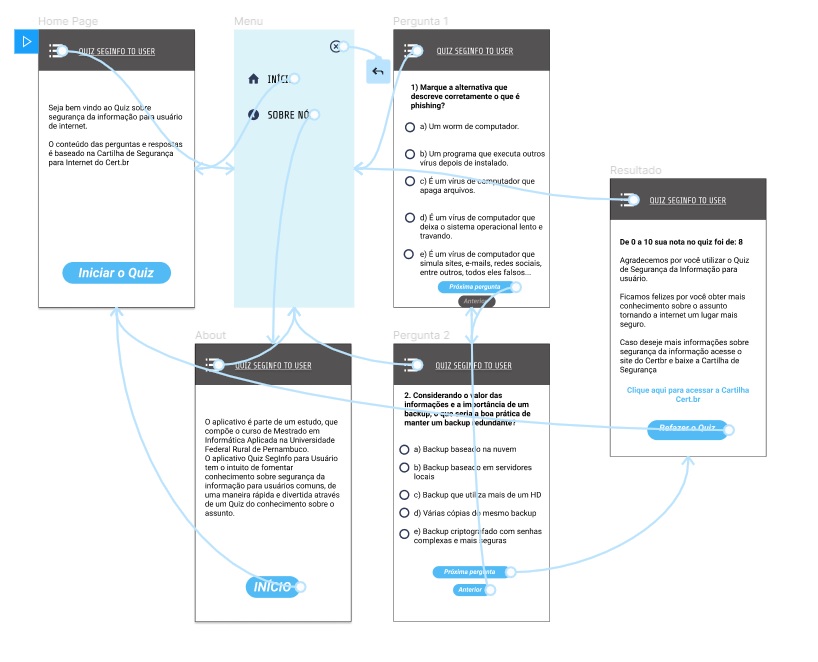 Home Page
QUIZ SEGINFO TO USER
Seja bem vindo ao Quiz sobre
segurança da informação para usuário
de internet.
O conteúdo das perguntas e respostas
é baseado na Cartilha de Segurança
para Internet do Cert.br
Iniciar o Quiz
Menu
INÍCI
SOBRE NÓ
Pergunta 1
QUIZ SEGINFO TO USER
1) Marque a alternativa que
descreve corretamente o que é
phishing?
a) Um worm de computador.
b) Um programa que executa outros
vírus depois de instalado.
c) É um vírus de computador que
apaga arquivos.
d) É um vírus de computador que
deixa o sistema operacional lento e
travando.
e) É um vírus de computador que
simula sites, e-mails, redes sociais,
entre outros, todos eles falsos...
Próxima pergunta
Anterior
Resultado
QUIZ SEGINFO TO USER
De 0 a 10 sua nota no quiz foi de: 8
Agradecemos por você utilizar o Quiz
de Segurança da Informação para
usuário.
Ficamos felizes por você obter mais
conhecimento sobre o assunto
tornando a internet um lugar mais
seguro.
Caso deseje mais informações sobre
segurança da informação acesse o
site do Certbr e baixe a Cartilha de
Segurança
Clique aqui para acessar a Cartilha
Cert.br
Refazer o Quiz
About
QUIZ SEGINFO TO USER
O aplicativo é parte de um estudo, que
compõe o curso de Mestrado em
Informática Aplicada na Universidade
Federal Rural de Pernambuco.
O aplicativo Quiz SegInfo para Usuário
tem o intuito de fomentar
conhecimento sobre segurança da
informação para usuários comuns, de
uma maneira rápida e divertida através
de um Quiz do conhecimento sobre o
assunto.
INÍCIO
Pergunta 2
QUIZ SEGINFO TO USER
2. Considerando o valor das
informações e a importância de um
backup, o que seria a boa prática de
manter um backup redundante?
a) Backup baseado na nuvem
b) Backup baseado em servidores
locais
c) Backup que utiliza mais de um HD
d) Várias cópias do mesmo backup
e) Backup criptografado com senhas
complexas e mais seguras
Próxima pergunta
Anterior